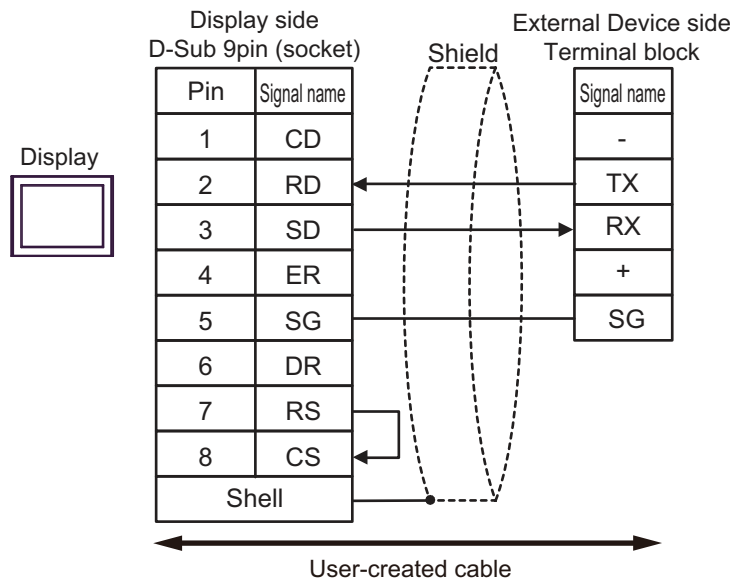 Display side
D-Sub 9pin (socket)
External Device side
Terminal block
Shield
Display
Pin Signal name
1 CD
2 RD
3 SD
4 ER
5 SG
6 DR
7 RS
8 CS
Shell
Signal name
-
TX
RX
+
SG
User-created cable